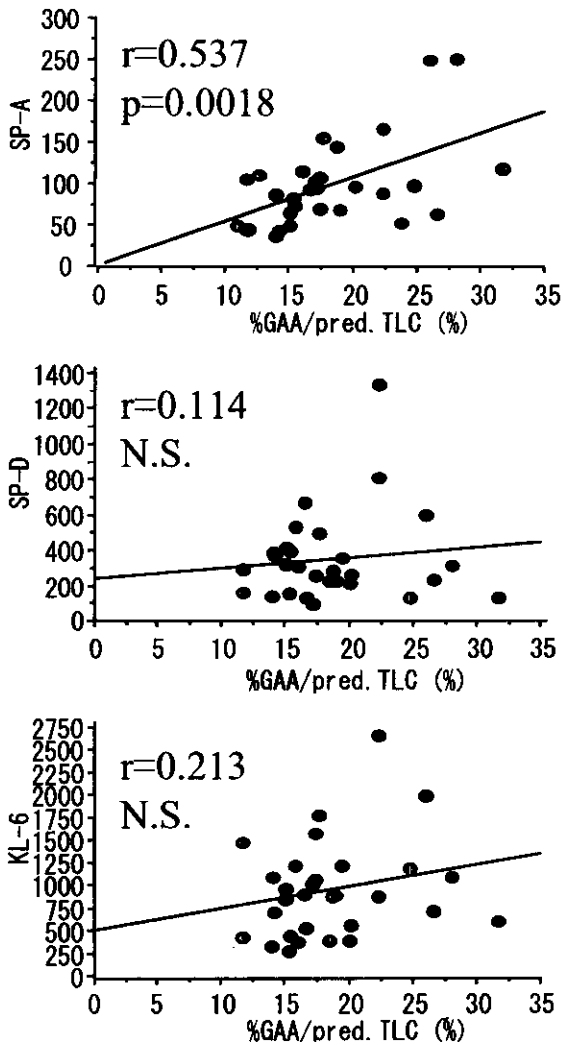 300
250
200
150
100
50
0
SP-A
r=0.537
p=0.0018
0 5 10 15 20 25 30 35
%GAA/pred. TLC (%)
1400
1200
1000
800
600
400
200
0
SP-D
r=0.114
N.S.
0 5 10 15 20 25 30 35
%GAA/pred. TLC (%)
2750
2500
2250
2000
1750
1500
1250
1000
750
500
250
0
KL-6
r=0.213
N.S.
0 5 10 15 20 25 30 35
%GAA/pred. TLC (%)